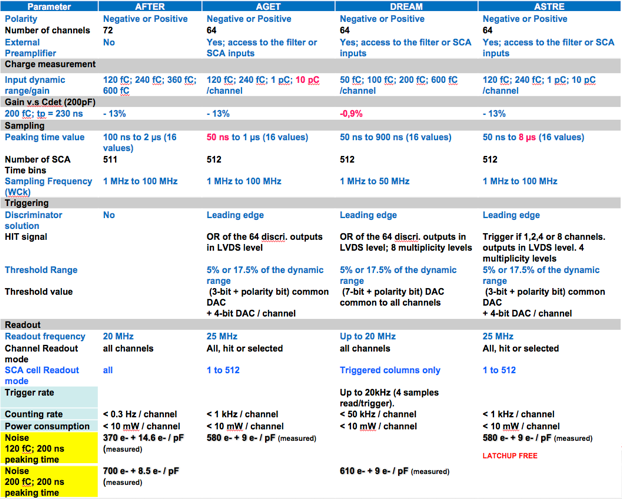 Parameter AFTER AGET DREAM ASTRE
Polarity Negative or Positive Negative or Positive Negative or Positive Negative or Positive
Number of channels 72 64 64 64
External No Yes; access to the filter or Yes; access to the filter or SCA Yes; access to the filter or SCA
Preamplifier SCA inputs inputs inputs
Charge measurement
Input dynamic 120 fC; 240 fC; 360 fC; 120 fC; 240 fC; 1 pC; 10 pC 50 fC; 100 fC; 200 fC; 600 fC 120 fC; 240 fC; 1 pC; 10 pC
range/gain 600 fC /channel /channel /channel
Gain v.s Cdet (200pF)
200 fC; tp = 230 ns - 13% - 13% -0,9% - 13%
Sampling
Peaking time value 100 ns to 2 µs (16 50 ns to 1 µs (16 values) 50 ns to 900 ns (16 values) 50 ns to 8 µs (16 values)
values)
Number of SCA 511 512 512 512
Time bins
Sampling Frequency 1 MHz to 100 MHz 1 MHz to 100 MHz 1 MHz to 50 MHz 1 MHz to 100 MHz
(WCk)
Triggering
Discriminator No Leading edge Leading edge Leading edge
solution
HIT signal OR of the 64 discri. outputs OR of the 64 discri. outputs in Trigger if 1,2,4 or 8 channels.
in LVDS level LVDS level; 8 multiplicity levels outputs in LVDS level. 4
multiplicity levels
Threshold Range 5% or 17.5% of the dynamic 5% or 17.5% of the dynamic 5% or 17.5% of the dynamic
range range range
Threshold value (3-bit + polarity bit) common (7-bit + polarity bit) DAC (3-bit + polarity bit) common
DAC common to all channels DAC
+ 4-bit DAC / channel + 4-bit DAC / channel
Readout
Readout frequency 20 MHz 25 MHz Up to 20 MHz 25 MHz
Channel Readout all channels All, hit or selected all channels All, hit or selected
mode
SCA cell Readout all 1 to 512 Triggered columns only 1 to 512
mode
Trigger rate Up to 20kHz (4 samples
read/trigger).
Counting rate < 0.3 Hz / channel < 1 kHz / channel < 50 kHz / channel < 1 kHz / channel
Power consumption < 10 mW / channel < 10 mW / channel < 10 mW / channel < 10 mW / channel
Noise 370 e- + 14.6 e- / pF 580 e- + 9 e- / pF (measured) 580 e- + 9 e- / pF (measured)
120 fC; 200 ns (measured)
peaking time LATCHUP FREE
Noise 700 e- + 8.5 e- / pF 610 e- + 9 e- / pF (measured)
200 fC; 200 ns (measured)
peaking time